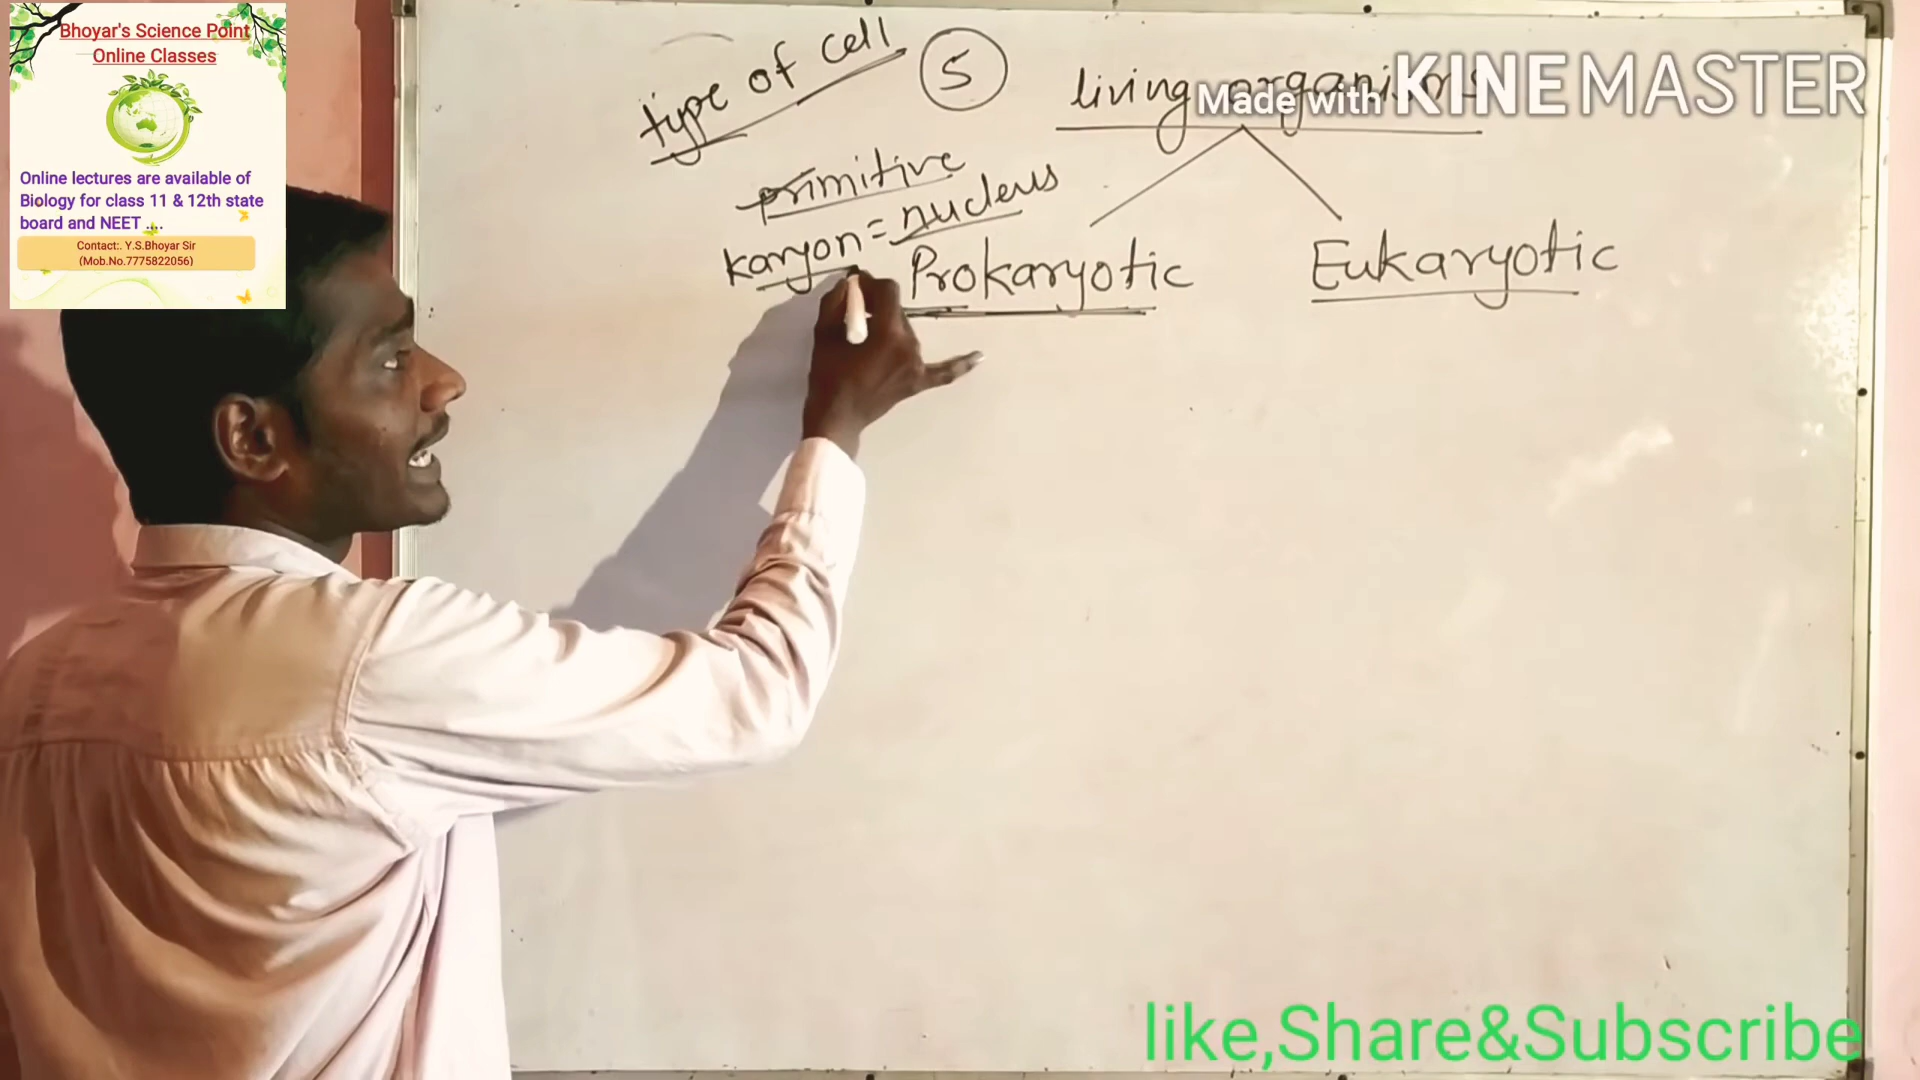 Bhoyar's Science Point
Online Classes
Online lectures are available of
Biology for class 11 & 12th state
board and NEET ....
Contact:. Y.S.Bhoyar Sir
(Mob.No.7775822056)
type of cell
5
living organisms
Made with KINEMASTER
primitive
karyon = nucleus
Prokaryotic
Eukaryotic
like,Share&Subscribe